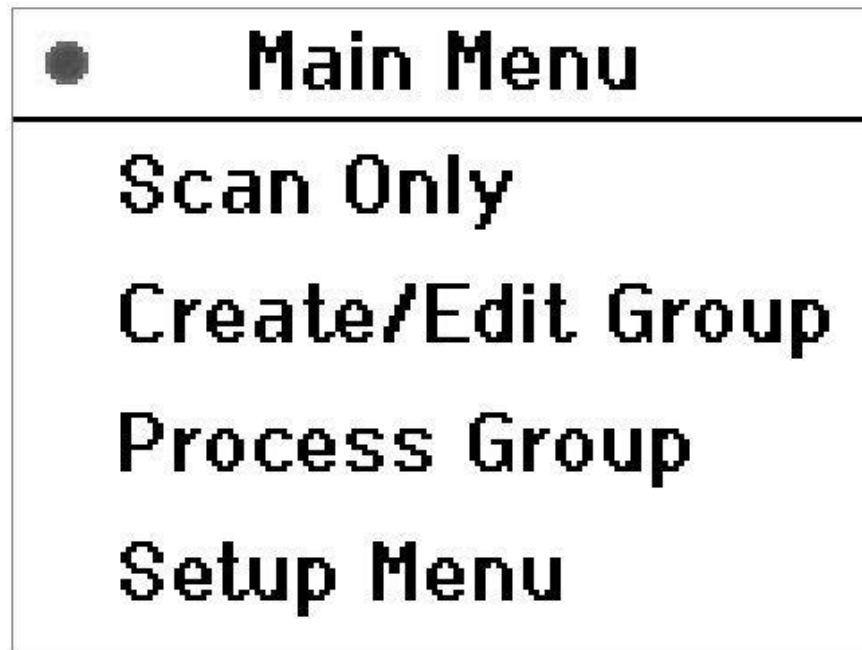 Main Menu
Scan Only
Create/Edit Group
Process Group
Setup Menu